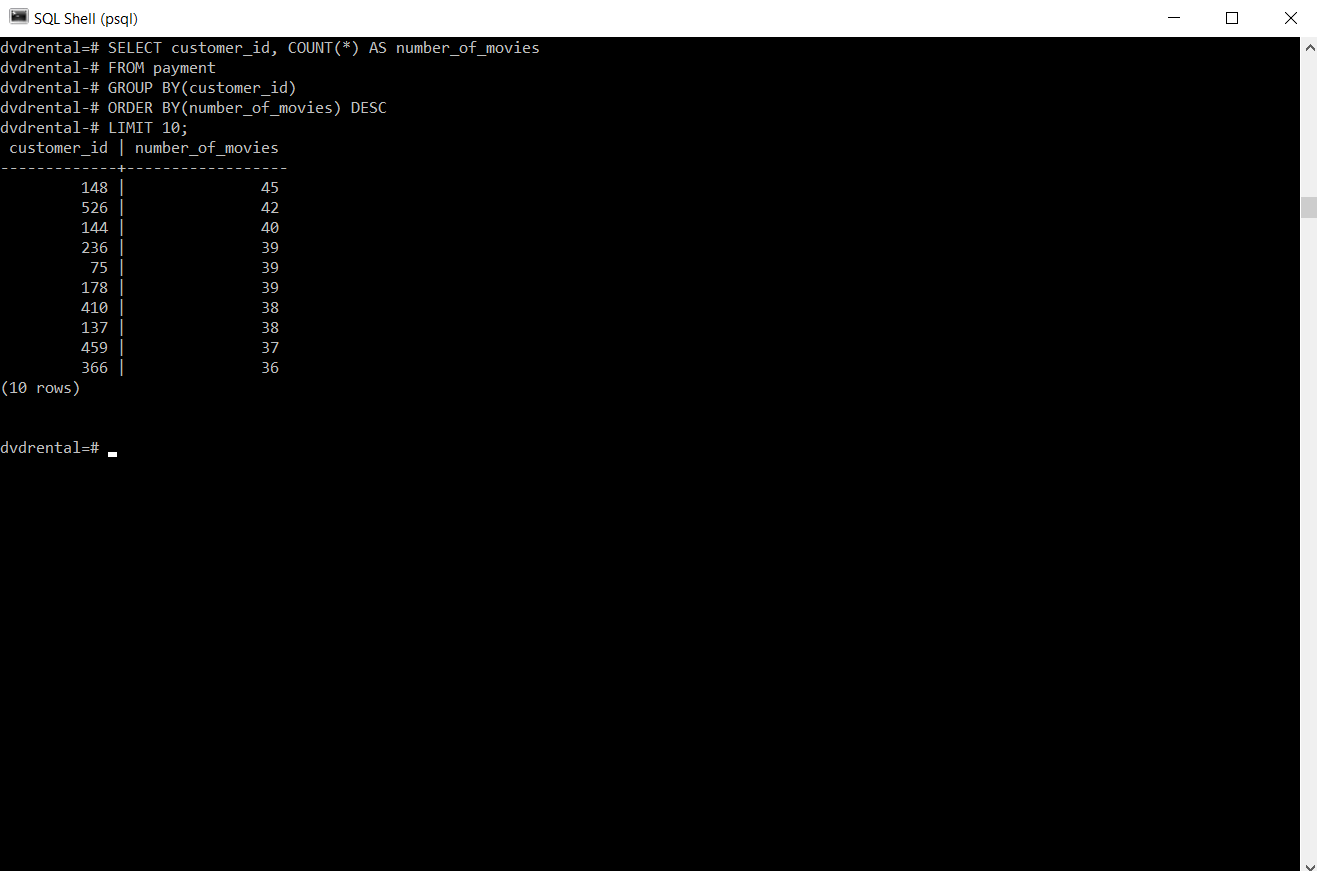 SQL Shell (psql)
dvdrental=# SELECT customer_id, COUNT(*) AS number_of_movies
dvdrental-# FROM payment
dvdrental-# GROUP BY(customer_id)
dvdrental-# ORDER BY(number_of_movies) DESC
dvdrental-# LIMIT 10;
 customer_id | number_of_movies
-------------+------------------
         148 |               45
         526 |               42
         144 |               40
         236 |               39
          75 |               39
         178 |               39
         410 |               38
         137 |               38
         459 |               37
         366 |               36
(10 rows)
dvdrental=#